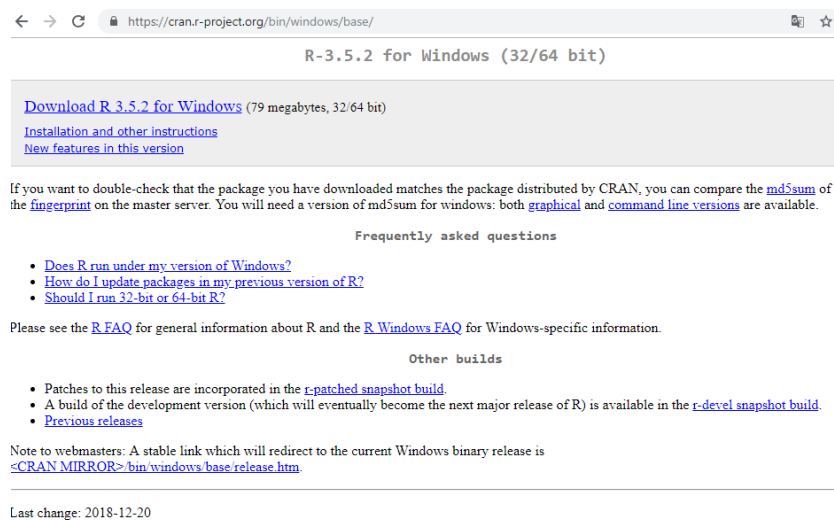 https://cran.r-project.org/bin/windows/base/
R-3.5.2 for Windows (32/64 bit)
Download R 3.5.2 for Windows (79 megabytes, 32/64 bit)
Installation and other instructions
New features in this version
If you want to double-check that the package you have downloaded matches the package distributed by CRAN, you can compare the md5sum of
the fingerprint on the master server. You will need a version of md5sum for windows: both graphical and command line versions are available.
Frequently asked questions
• Does R run under my version of Windows?
• How do I update packages in my previous version of R?
• Should I run 32-bit or 64-bit R?
Please see the R FAQ for general information about R and the R Windows FAQ for Windows-specific information.
Other builds
• Patches to this release are incorporated in the r-patched snapshot build.
• A build of the development version (which will eventually become the next major release of R) is available in the r-devel snapshot build.
• Previous releases
Note to webmasters: A stable link which will redirect to the current Windows binary release is
<CRAN MIRROR>/bin/windows/base/release.htm.
Last change: 2018-12-20